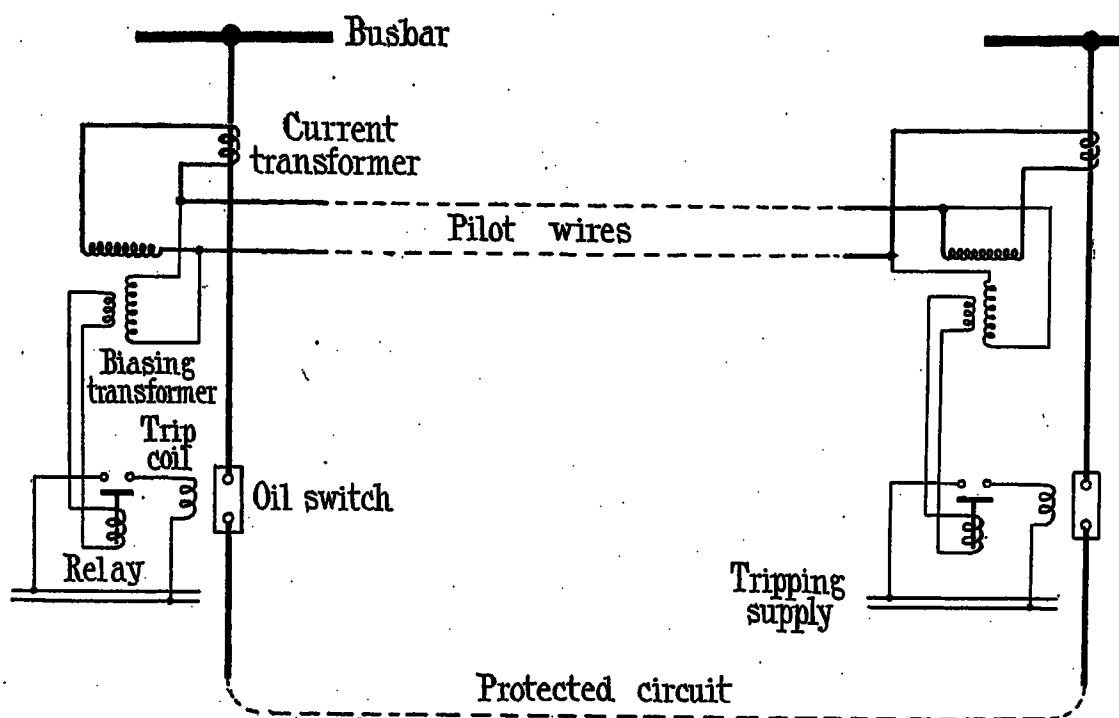 Busbar
Current
transformer
Pilot wires
Biasing
transformer
Trip
coil
Oil switch
Relay
Tripping
supply
Protected circuit